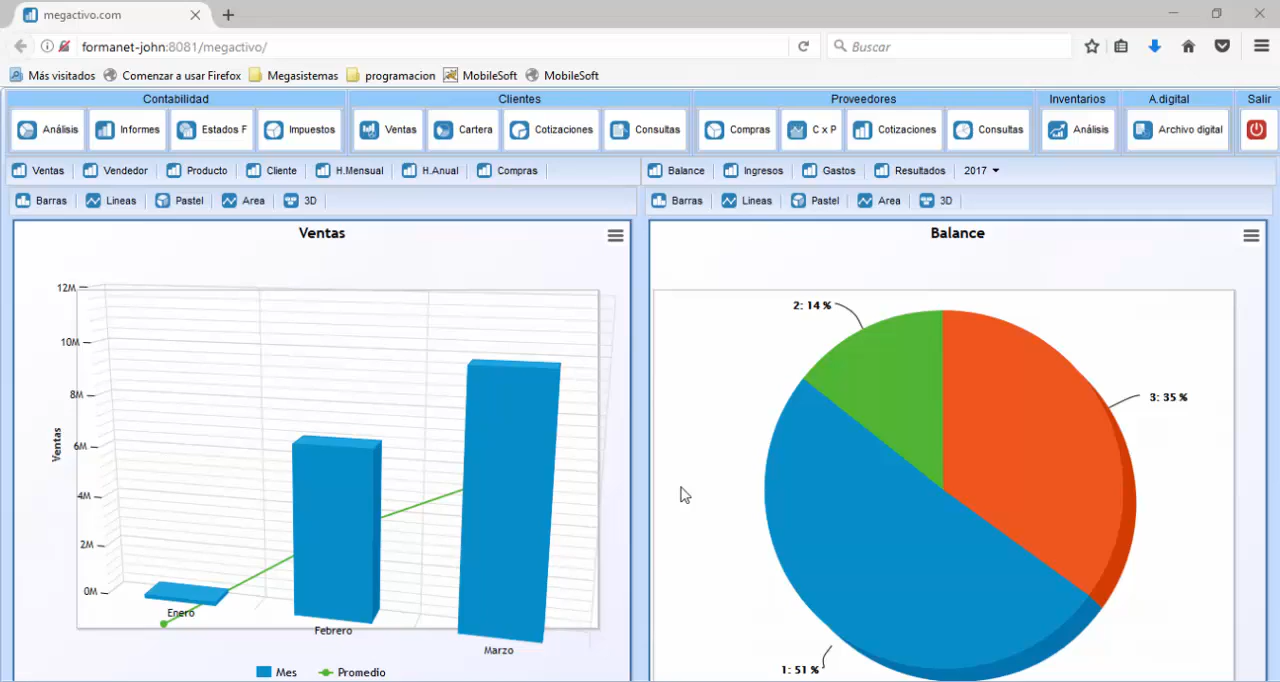 megactivo.com
formanet-john:8081/megactivo/
Buscar
Más visitados Comenzar a usar Firefox Megasistemas programacion MobileSoft MobileSoft
Contabilidad Clientes Proveedores Inventarios A.digital Salir
Análisis Informes Estados F Impuestos Ventas Cartera Cotizaciones Consultas Compras C x P Cotizaciones Consultas Análisis Archivo digital
Ventas Vendedor Producto Cliente H.Mensual H.Anual Compras
Balance Ingresos Gastos Resultados 2017
Barras Lineas Pastel Area 3D
Barras Lineas Pastel Area 3D
Ventas
12M
10M
8M
6M
4M
2M
0M
Ventas
Enero
Febrero
Marzo
Mes Promedio
Balance
2: 14 %
3: 35 %
1: 51 %